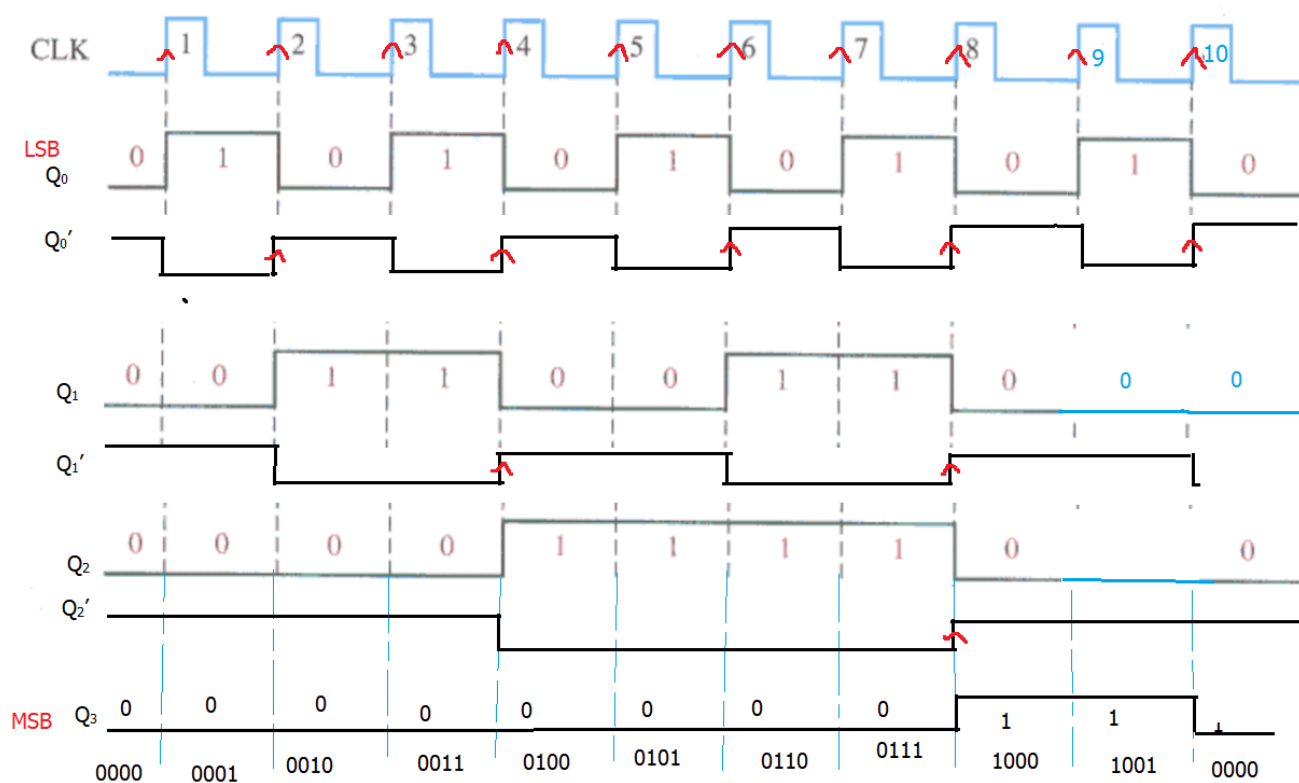 CLK 1 2 3 4 5 6 7 8 9 10
LSB
Q₀ 0 1 0 1 0 1 0 1 0 1 0
Q₀′
Q₁ 0 0 1 1 0 0 1 1 0 0 0
Q₁′
Q₂ 0 0 0 0 1 1 1 1 0 0
Q₂′
MSB Q₃ 0 0 0 0 0 0 0 0 1 1
0000 0001 0010 0011 0100 0101 0110 0111 1000 1001 0000